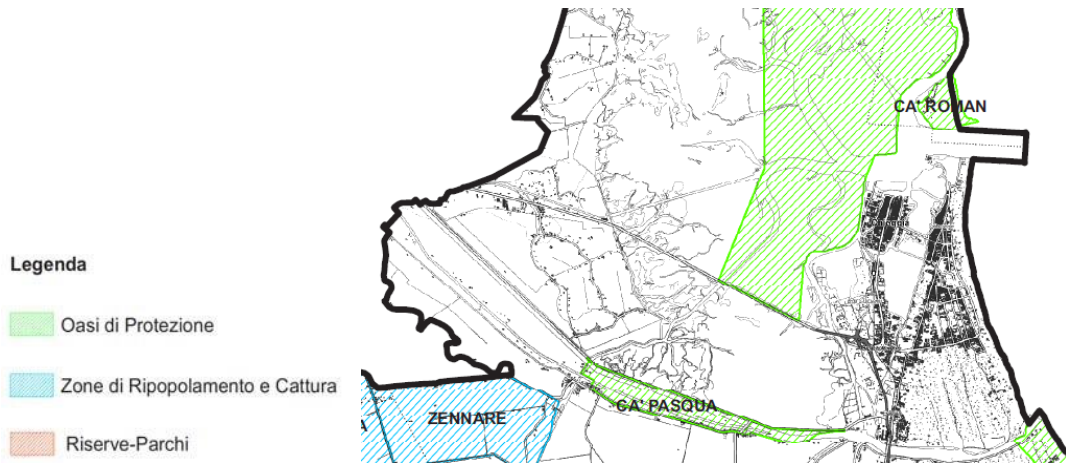 Legenda
Oasi di Protezione
Zone di Ripopolamento e Cattura
Riserve-Parchi
CA' ROMAN
CA' PASQUA
ZENNARE
A